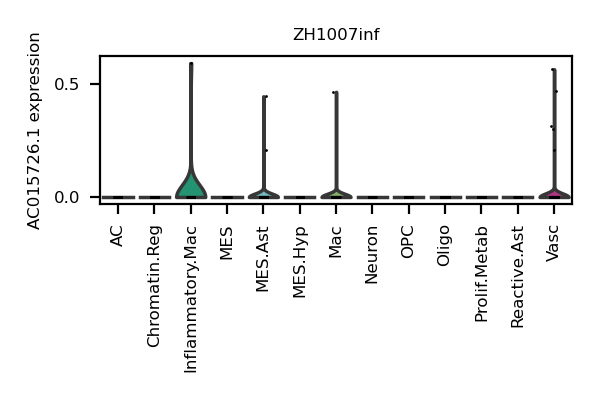 ZH1007inf
AC015726.1 expression
0.5
0.0
AC
Chromatin.Reg
Inflammatory.Mac
MES
MES.Ast
MES.Hyp
Mac
Neuron
OPC
Oligo
Prolif.Metab
Reactive.Ast
Vasc